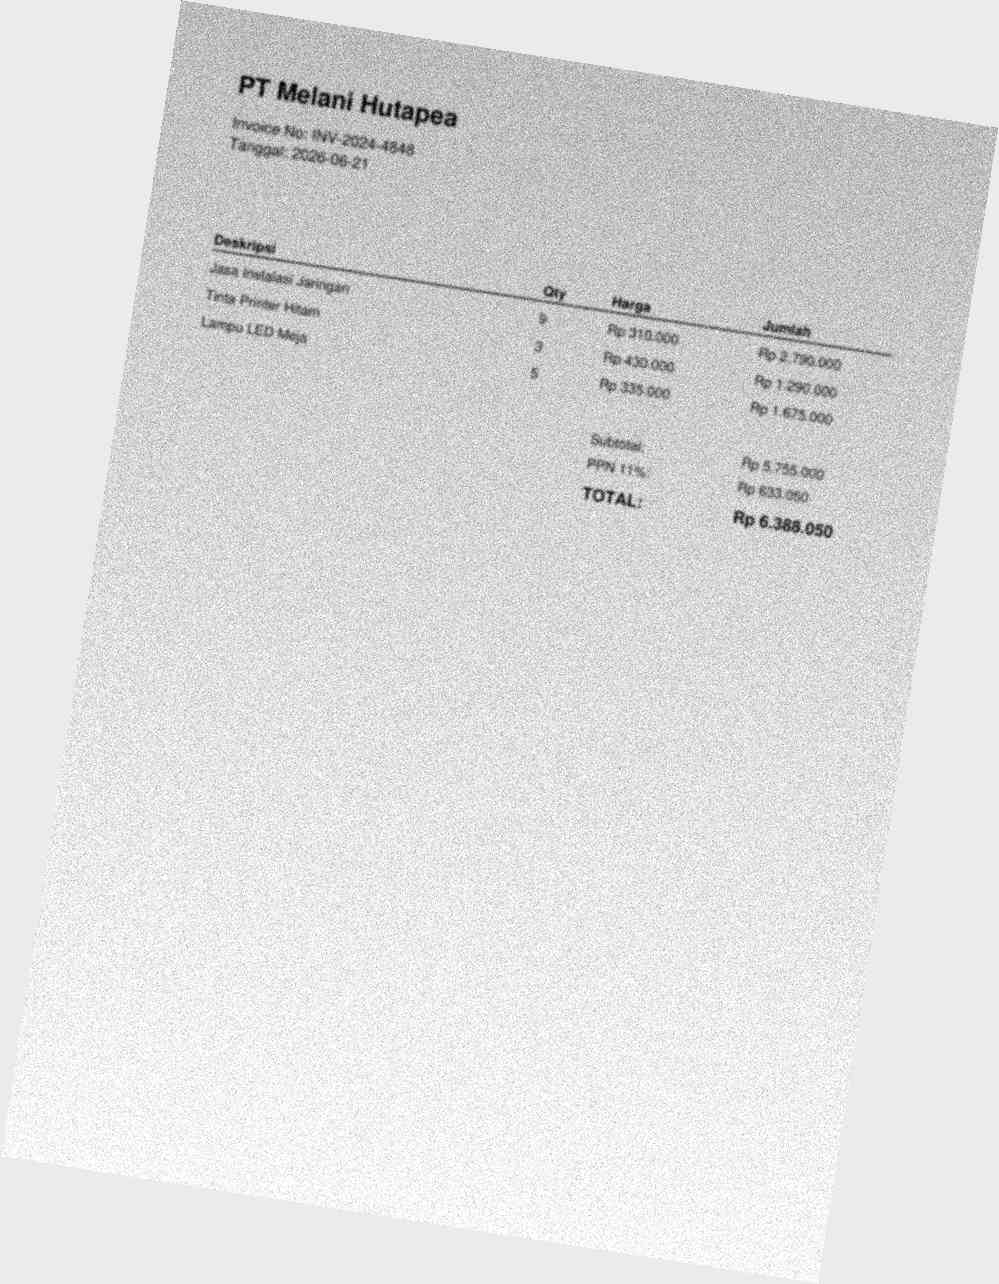 PT Melani Hutapea
Invoice No: INV-2024-4848
Tanggal: 2026-06-21
Deskripsi Qty Harga Jumlah
Jasa Instalasi Jaringan 9 Rp 310.000 Rp 2.790.000
Tinta Printer Hitam 3 Rp 430.000 Rp 1.290.000
Lampu LED Meja 5 Rp 335.000 Rp 1.675.000
Subtotal: Rp 5.755.000
PPN 11%: Rp 633.050
TOTAL: Rp 6.388.050